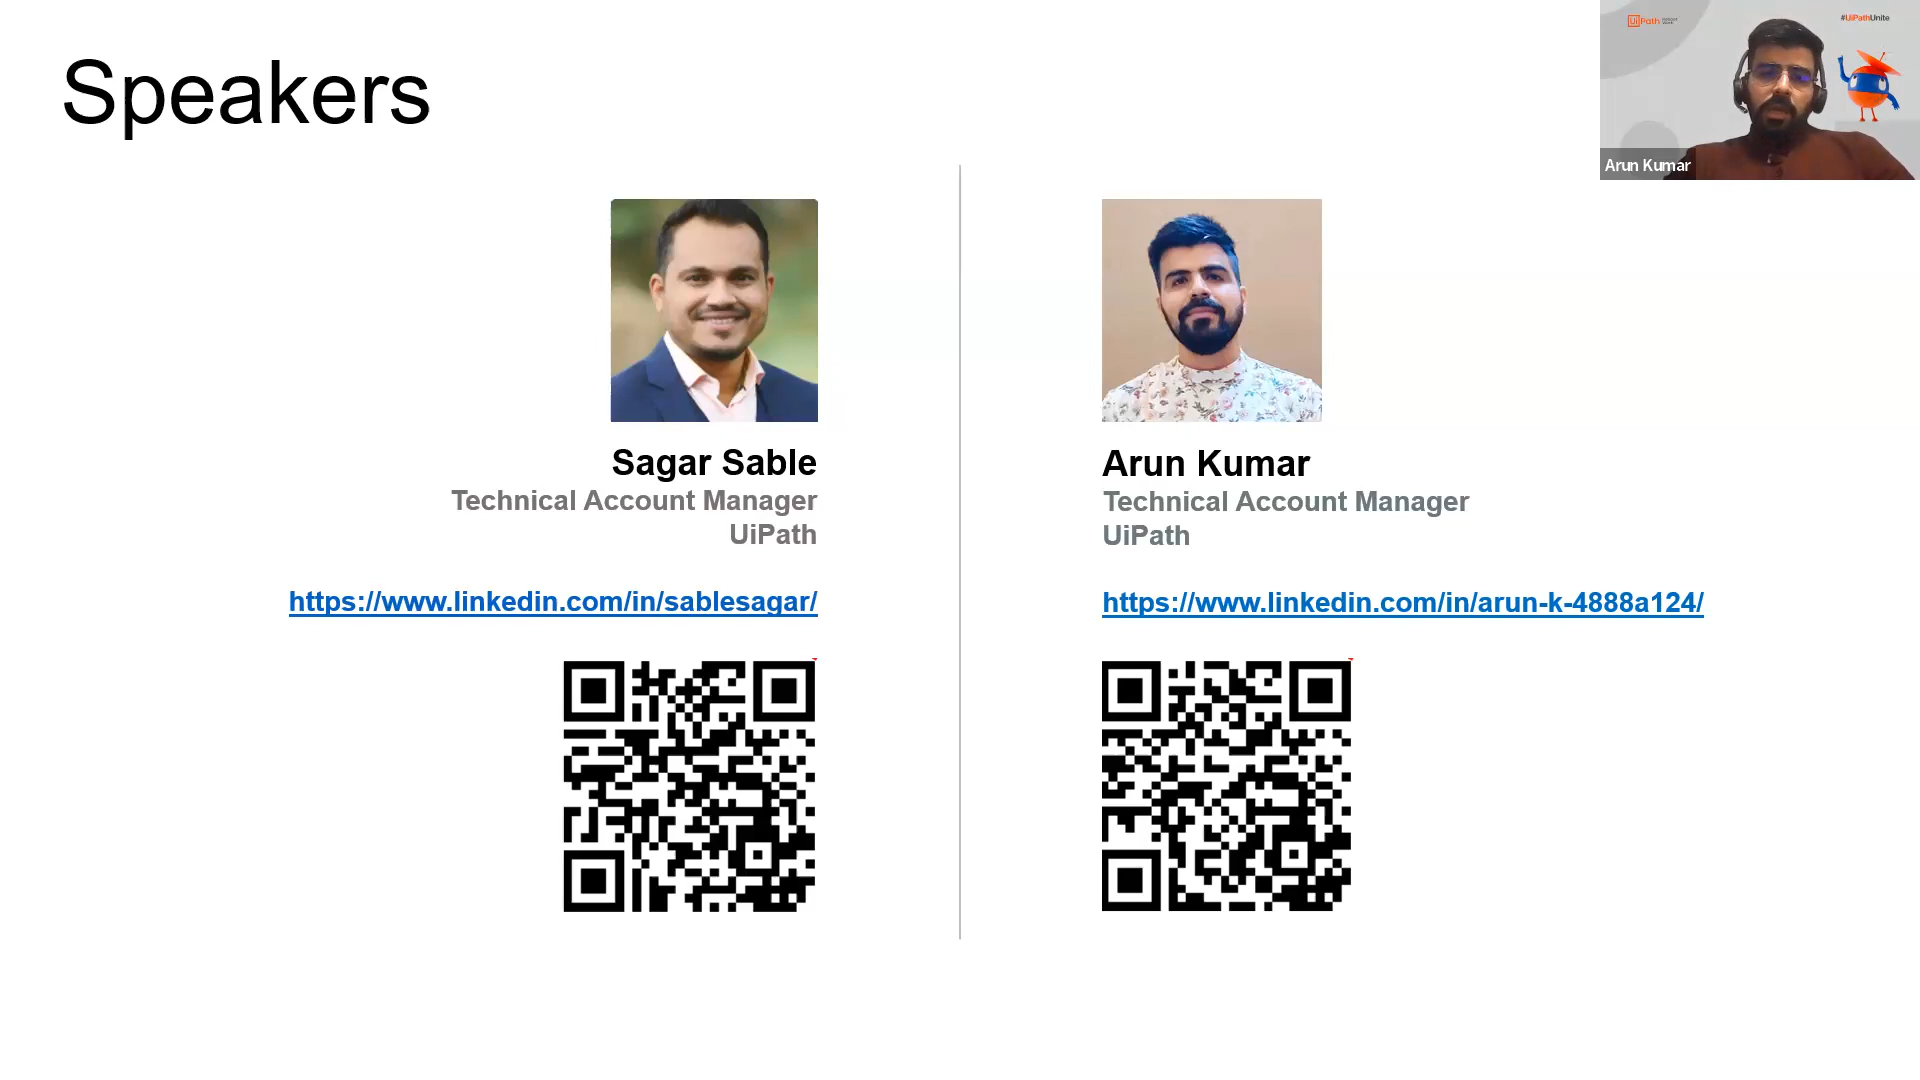 Speakers
UiPath
#UiPathUnite
Arun Kumar
Sagar Sable
Technical Account Manager
UiPath
https://www.linkedin.com/in/sablesagar/
Arun Kumar
Technical Account Manager
UiPath
https://www.linkedin.com/in/arun-k-4888a124/